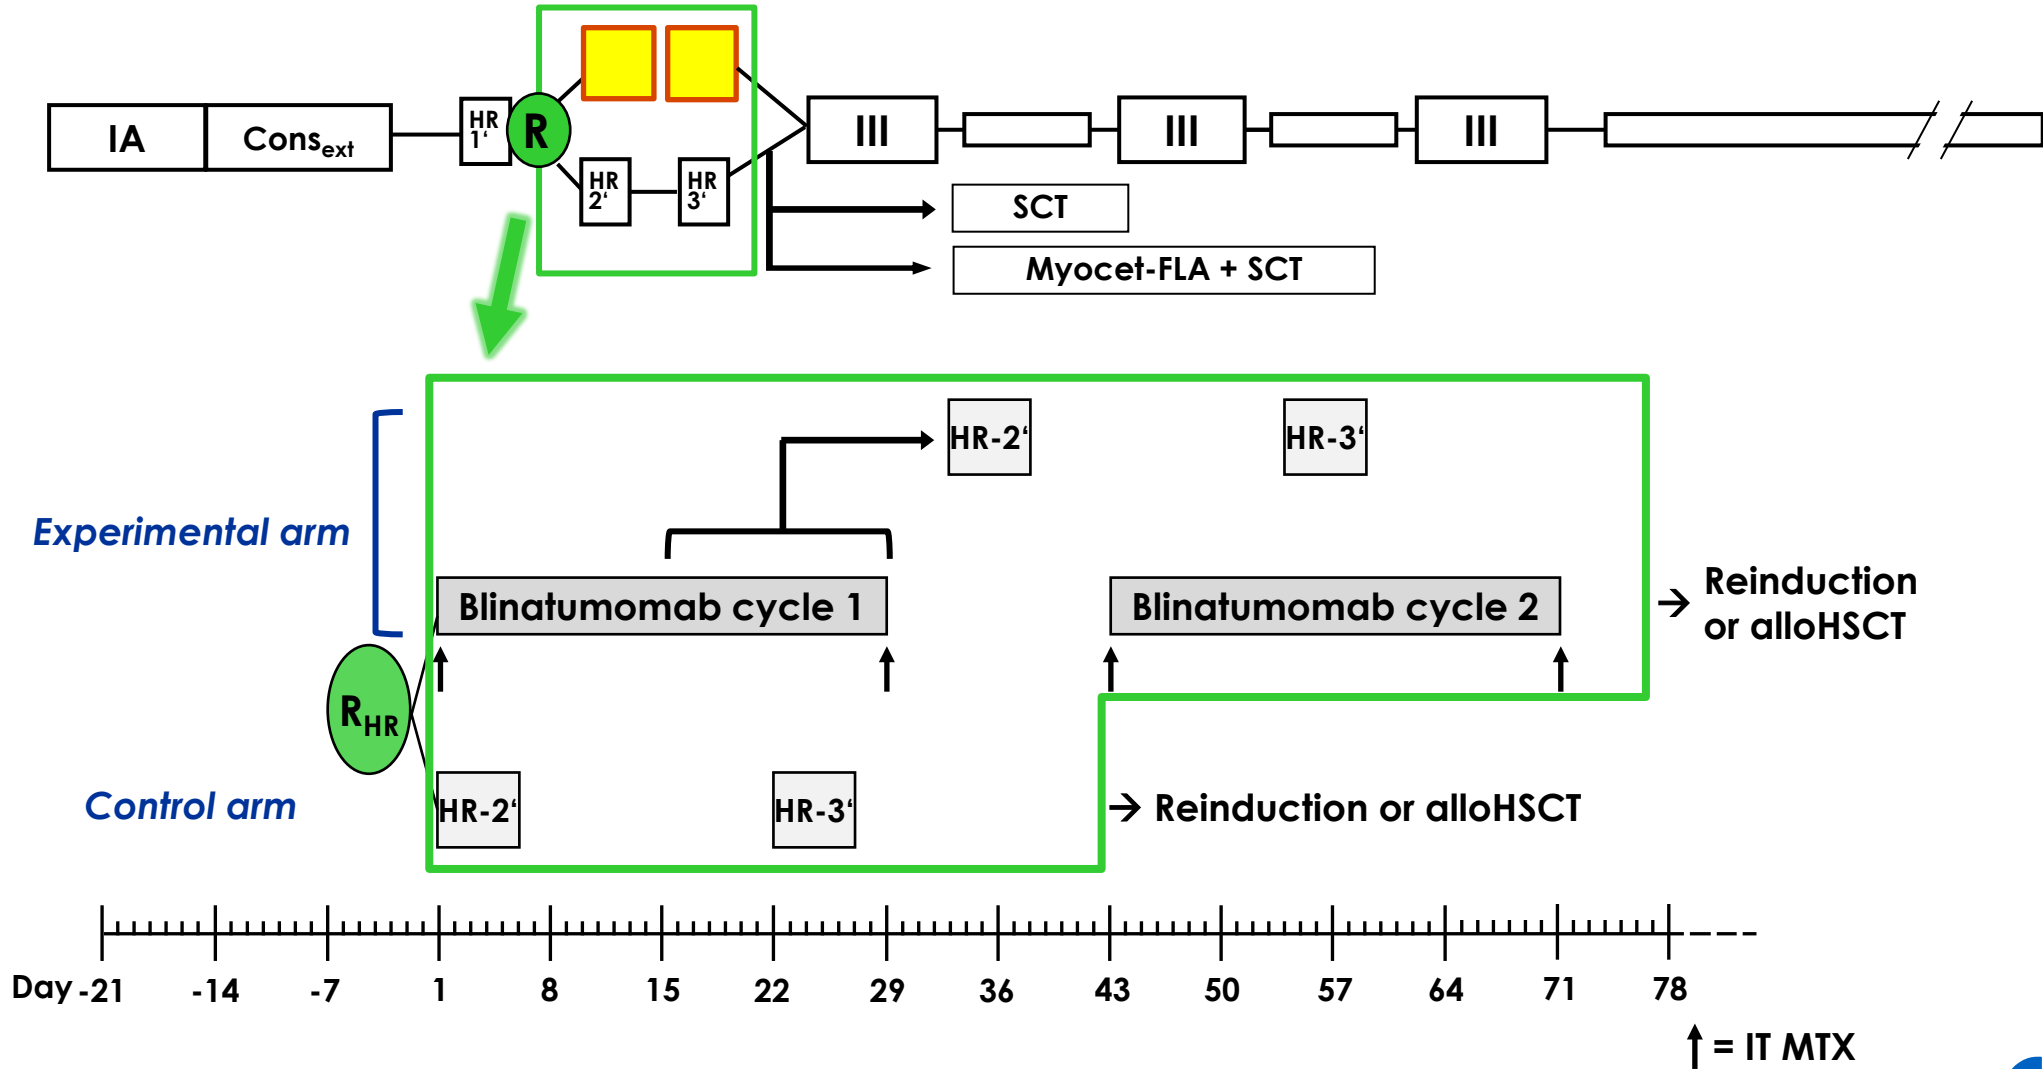 IA
Consext
HR
1‘
R
HR
2‘
HR
3‘
III
III
III
SCT
Myocet-FLA + SCT
HR-2‘
HR-3‘
Experimental arm
Blinatumomab cycle 1
Blinatumomab cycle 2
→ Reinduction
or alloHSCT
RHR
Control arm
HR-2‘
HR-3‘
→ Reinduction or alloHSCT
Day -21 -14 -7 1 8 15 22 29 36 43 50 57 64 71 78
= IT MTX